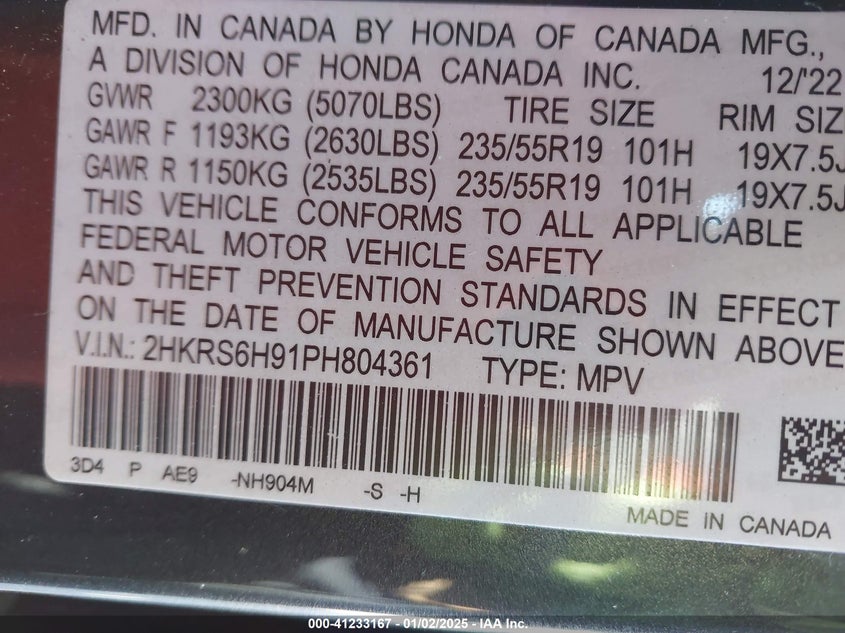 MFD. IN CANADA BY HONDA OF CANADA MFG.,
A DIVISION OF HONDA CANADA INC. 12/'22
GVWR 2300KG (5070LBS) TIRE SIZE RIM SIZ
GAWR F 1193KG (2630LBS) 235/55R19 101H 19X7.5J
GAWR R 1150KG (2535LBS) 235/55R19 101H 19X7.5J
THIS VEHICLE CONFORMS TO ALL APPLICABLE
FEDERAL MOTOR VEHICLE SAFETY
AND THEFT PREVENTION STANDARDS IN EFFECT
ON THE DATE OF MANUFACTURE SHOWN ABOVE
V.I.N.: 2HKRS6H91PH804361 TYPE: MPV
3D4 P AE9 -NH904M -S -H
MADE IN CANADA
000-41233167 - 01/02/2025 - IAA Inc.